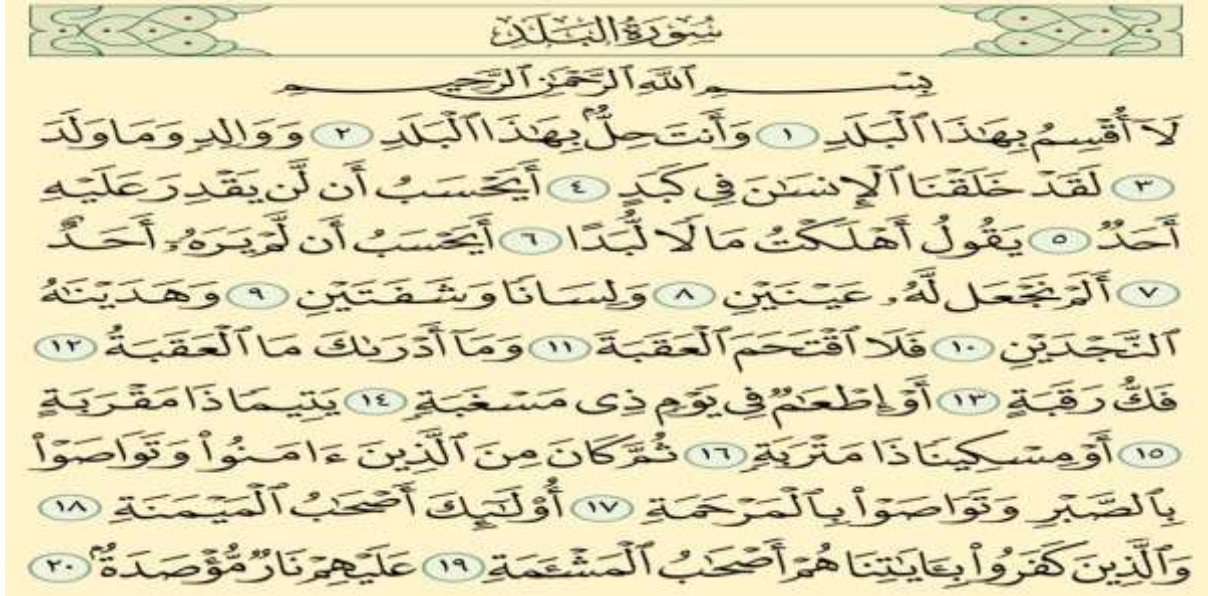 سُورَةُ الْبَلَدِ
بِسْمِ ٱللَّهِ ٱلرَّحْمَٰنِ ٱلرَّحِيمِ
لَآ أُقْسِمُ بِهَٰذَا ٱلْبَلَدِ ١ وَأَنتَ حِلٌّۢ بِهَٰذَا ٱلْبَلَدِ ٢ وَوَالِدٍ وَمَا وَلَدَ
٣ لَقَدْ خَلَقْنَا ٱلْإِنسَٰنَ فِي كَبَدٍ ٤ أَيَحْسَبُ أَن لَّن يَقْدِرَ عَلَيْهِ
أَحَدٌ ٥ يَقُولُ أَهْلَكْتُ مَالًا لُّبَدًا ٦ أَيَحْسَبُ أَن لَّمْ يَرَهُۥٓ أَحَدٌ
٧ أَلَمْ نَجْعَل لَّهُۥ عَيْنَيْنِ ٨ وَلِسَانًا وَشَفَتَيْنِ ٩ وَهَدَيْنَٰهُ
ٱلنَّجْدَيْنِ ١٠ فَلَا ٱقْتَحَمَ ٱلْعَقَبَةَ ١١ وَمَآ أَدْرَىٰكَ مَا ٱلْعَقَبَةُ ١٢
فَكُّ رَقَبَةٍ ١٣ أَوْ إِطْعَٰمٌ فِي يَوْمٍ ذِي مَسْغَبَةٍ ١٤ يَتِيمًا ذَا مَقْرَبَةٍ
١٥ أَوْ مِسْكِينًا ذَا مَتْرَبَةٍ ١٦ ثُمَّ كَانَ مِنَ ٱلَّذِينَ ءَامَنُوا۟ وَتَوَاصَوْا۟
بِٱلصَّبْرِ وَتَوَاصَوْا۟ بِٱلْمَرْحَمَةِ ١٧ أُو۟لَٰٓئِكَ أَصْحَٰبُ ٱلْمَيْمَنَةِ ١٨
وَٱلَّذِينَ كَفَرُوا۟ بِـَٔايَٰتِنَا هُمْ أَصْحَٰبُ ٱلْمَشْـَٔمَةِ ١٩ عَلَيْهِمْ نَارٌ مُّؤْصَدَةٌۢ ٢٠